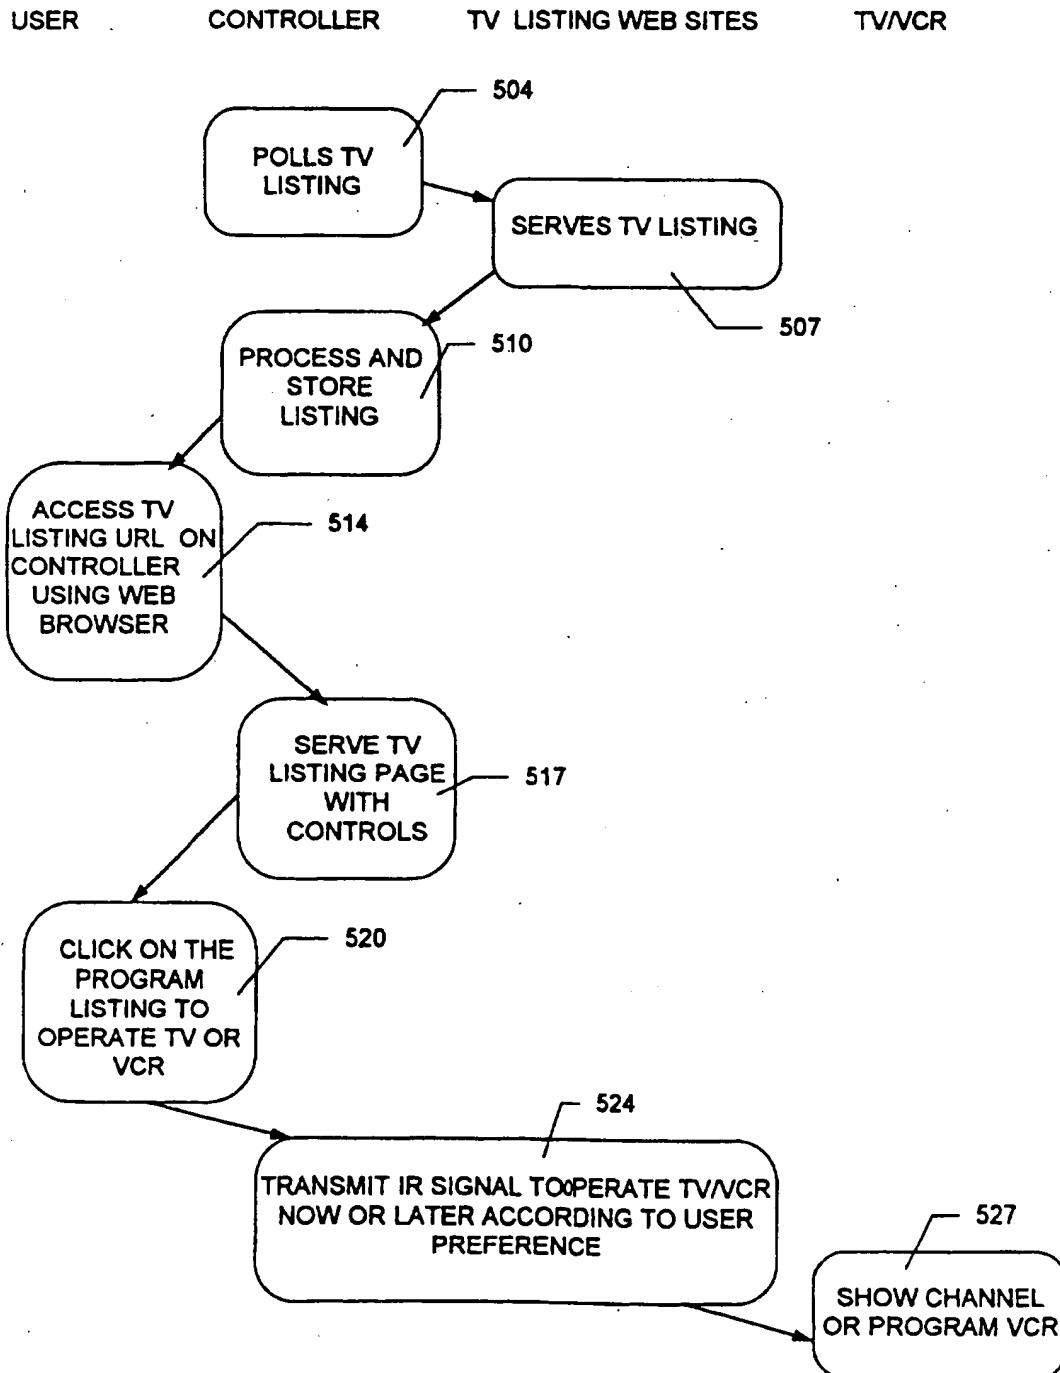 USER CONTROLLER TV LISTING WEB SITES TV/VCR
504
POLLS TV
LISTING
SERVES TV LISTING
507
510
PROCESS AND
STORE
LISTING
ACCESS TV
LISTING URL ON
CONTROLLER
USING WEB
BROWSER
514
SERVE TV
LISTING PAGE
WITH
CONTROLS
517
CLICK ON THE
PROGRAM
LISTING TO
OPERATE TV OR
VCR
520
524
TRANSMIT IR SIGNAL TO OPERATE TV/VCR
NOW OR LATER ACCORDING TO USER
PREFERENCE
527
SHOW CHANNEL
OR PROGRAM VCR